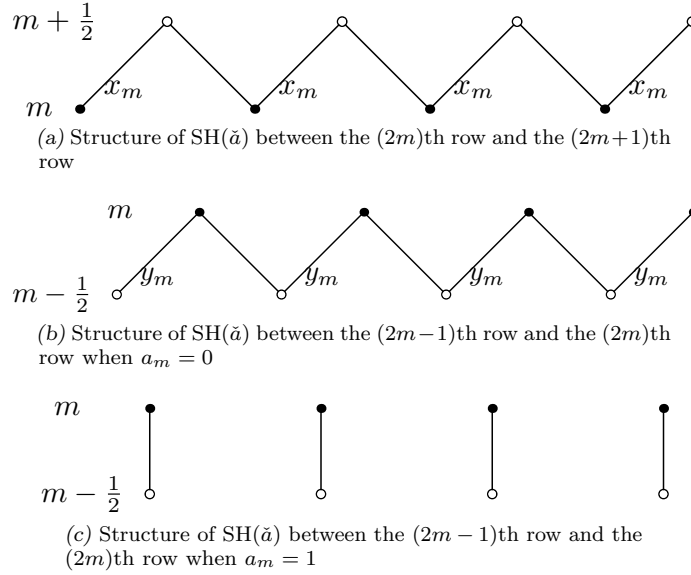 m + 1/2
x_m x_m x_m x_m
m
(a) Structure of SH(ǎ) between the (2m)th row and the (2m+1)th
row
m
y_m y_m y_m y_m
m − 1/2
(b) Structure of SH(ǎ) between the (2m−1)th row and the (2m)th
row when a_m = 0
m
m − 1/2
(c) Structure of SH(ǎ) between the (2m − 1)th row and the
(2m)th row when a_m = 1